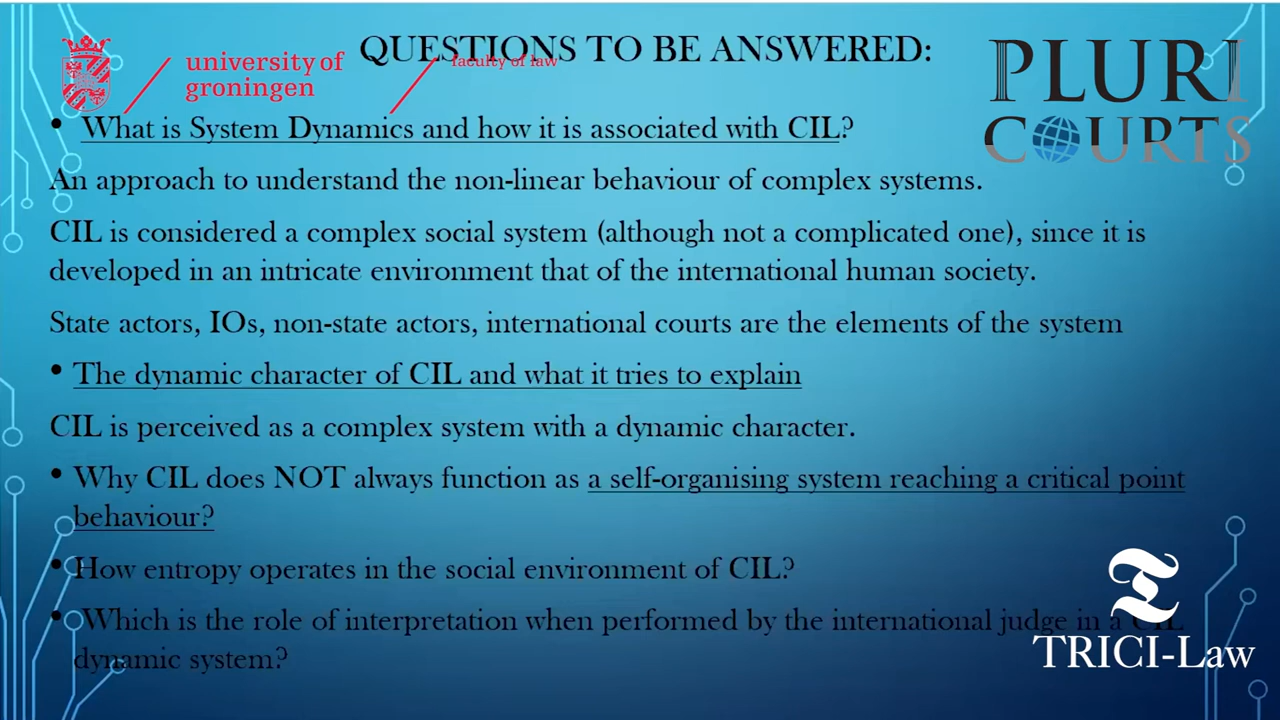 QUESTIONS TO BE ANSWERED:
university of
groningen
faculty of law
PLURI
COURTS
• What is System Dynamics and how it is associated with CIL?
An approach to understand the non-linear behaviour of complex systems.
CIL is considered a complex social system (although not a complicated one), since it is
developed in an intricate environment that of the international human society.
State actors, IOs, non-state actors, international courts are the elements of the system
• The dynamic character of CIL and what it tries to explain
CIL is perceived as a complex system with a dynamic character.
• Why CIL does NOT always function as a self-organising system reaching a critical point
behaviour?
• How entropy operates in the social environment of CIL?
• Which is the role of interpretation when performed by the international judge in a CIL
dynamic system?
TRICI-Law